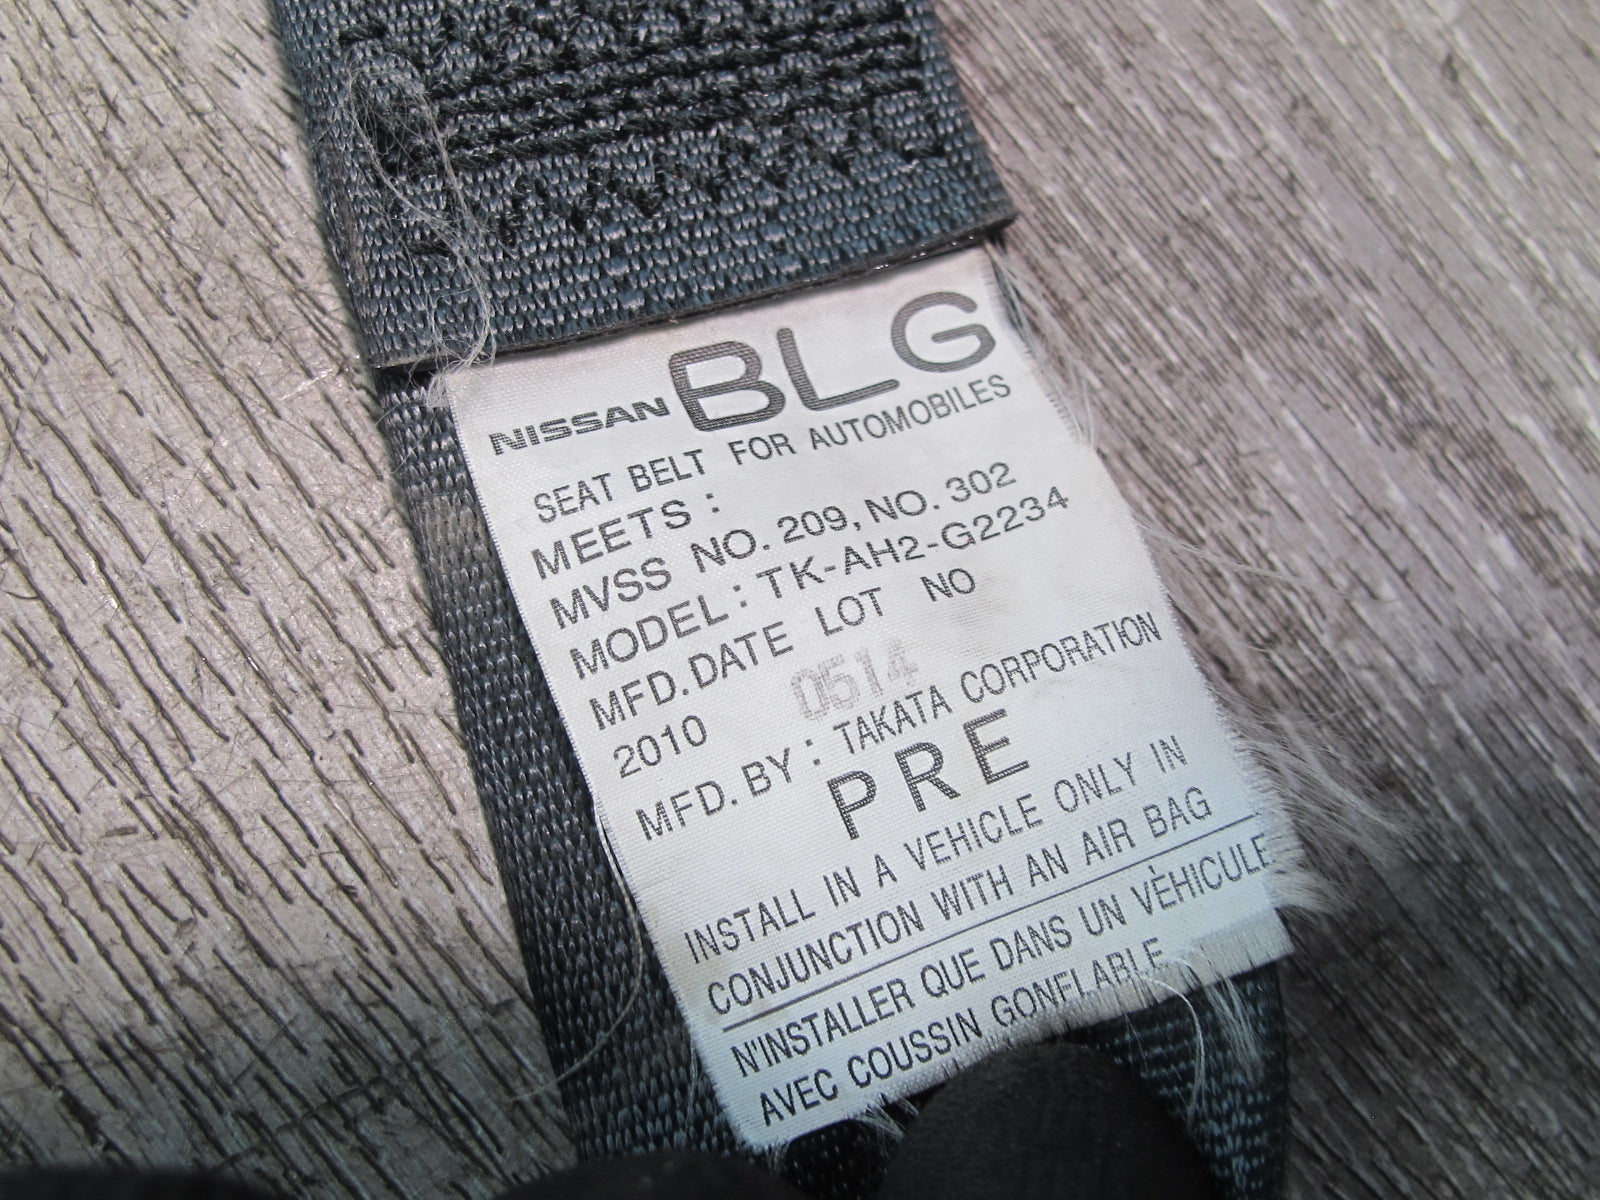 NISSAN BLG
SEAT BELT FOR AUTOMOBILES
MEETS :
MVSS NO. 209, NO. 302
MODEL : TK-AH2-G2234
MFD. DATE LOT NO
2010 0514
MFD. BY : TAKATA CORPORATION
PRE
INSTALL IN A VEHICLE ONLY IN
CONJUNCTION WITH AN AIR BAG
N'INSTALLER QUE DANS UN VÈHICULE
AVEC COUSSIN GONFLABLE